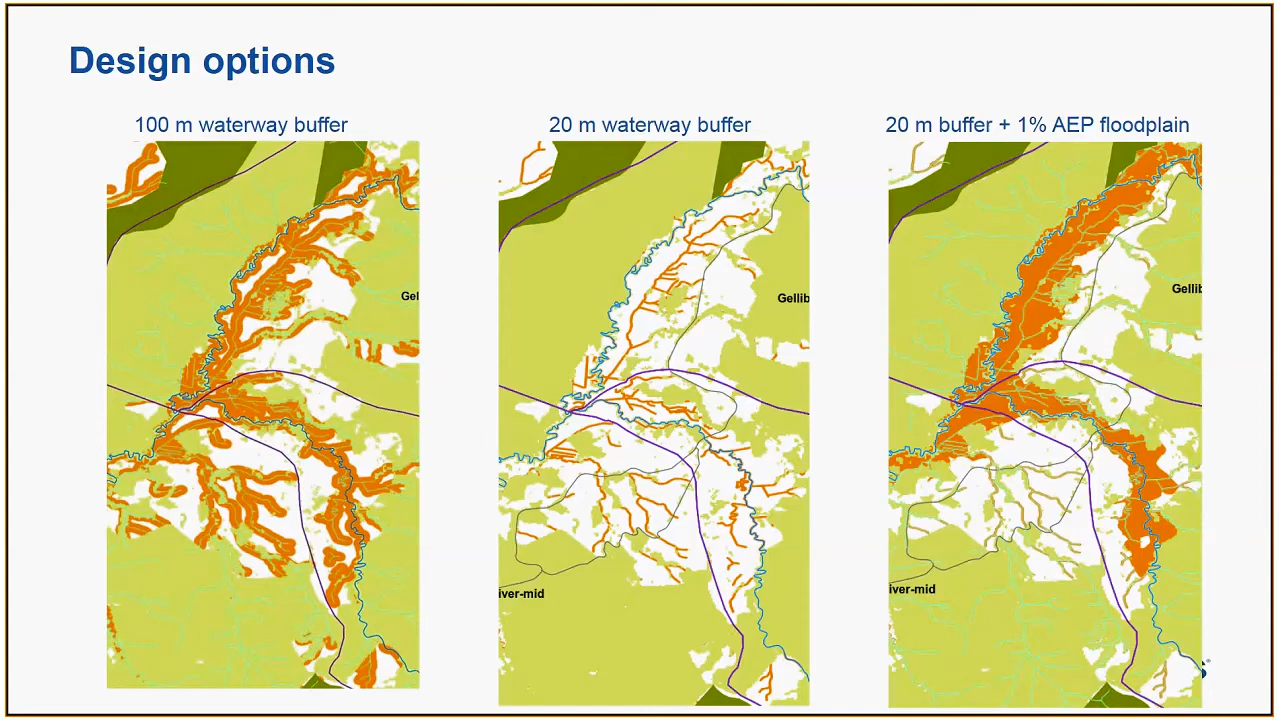 Design options
100 m waterway buffer
20 m waterway buffer
20 m buffer + 1% AEP floodplain
Gel
Gellib
Gellib
iver-mid
iver-mid